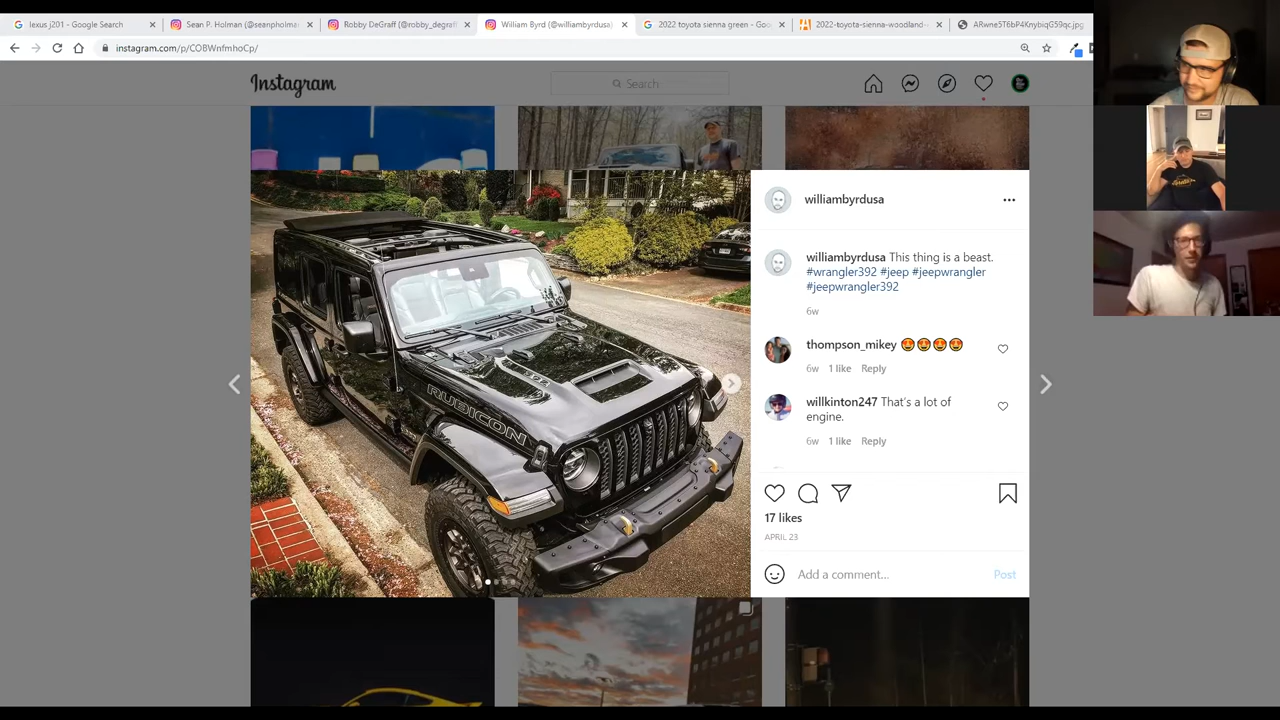 lexus j201 - Google Search
Sean P. Holman (@seanpholma
Robby DeGraff (@robby_degraf
William Byrd (@williambyrdusa)
2022 toyota sienna green - Goo
2022-toyota-sienna-woodland-
ARwne5T6bP4KnybiqG59qc.jpg
instagram.com/p/COBWnfmhoCp/
Instagram
Search
williambyrdusa
williambyrdusa This thing is a beast.
#wrangler392 #jeep #jeepwrangler
#jeepwrangler392
6w
thompson_mikey 😍😍😍😍
6w 1 like Reply
willkinton247 That's a lot of
engine.
6w 1 like Reply
17 likes
APRIL 23
Add a comment...
Post
RUBICON